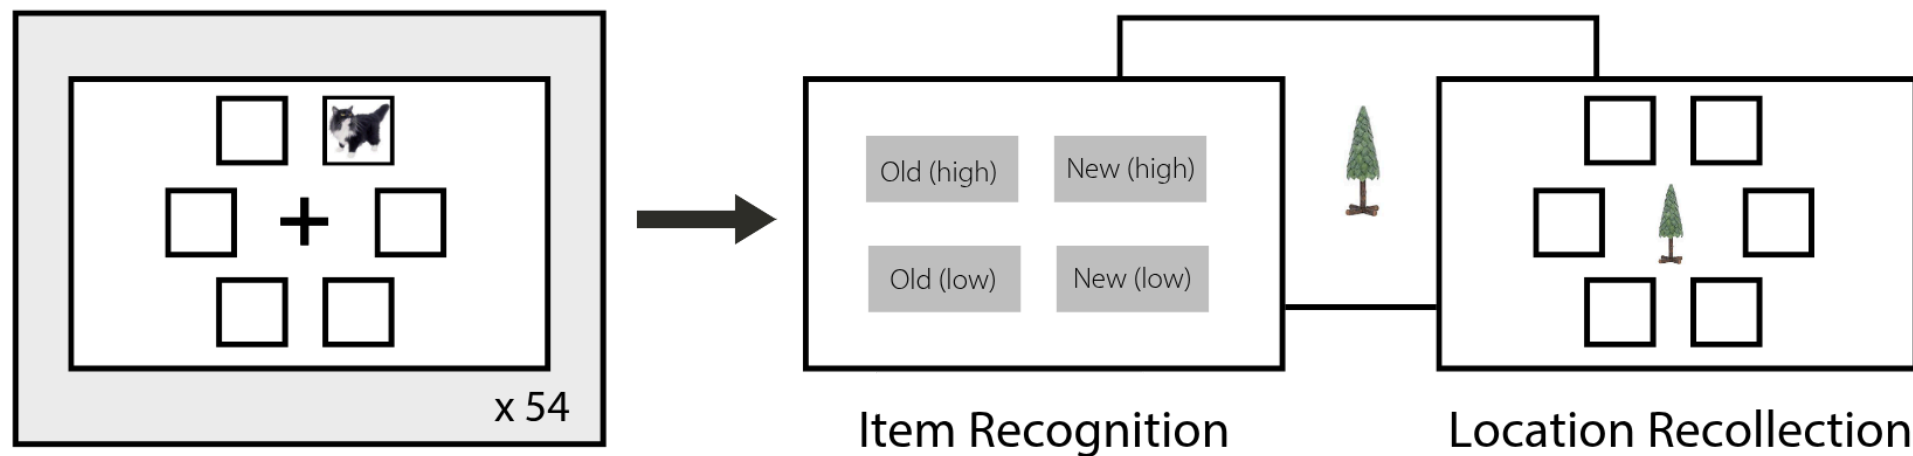 x 54
Old (high)
New (high)
Old (low)
New (low)
Item Recognition
Location Recollection